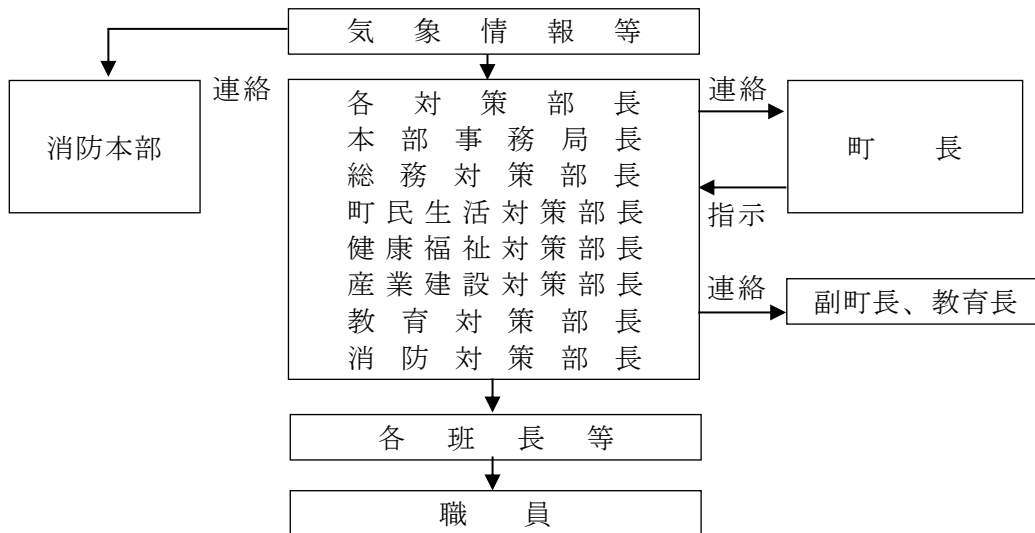 気象情報等
連絡
消防本部
各対策部長
本部事務局長
総務対策部長
町民生活対策部長
健康福祉対策部長
産業建設対策部長
教育対策部長
消防対策部長
連絡
町長
指示
連絡
副町長、教育長
各班長等
職員